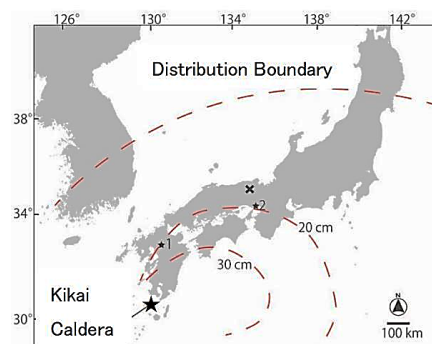 126° 130° 134° 138° 142°
Distribution Boundary
38°
34°
2
1
20 cm
30 cm
Kikai
Caldera
30°
N
100 km